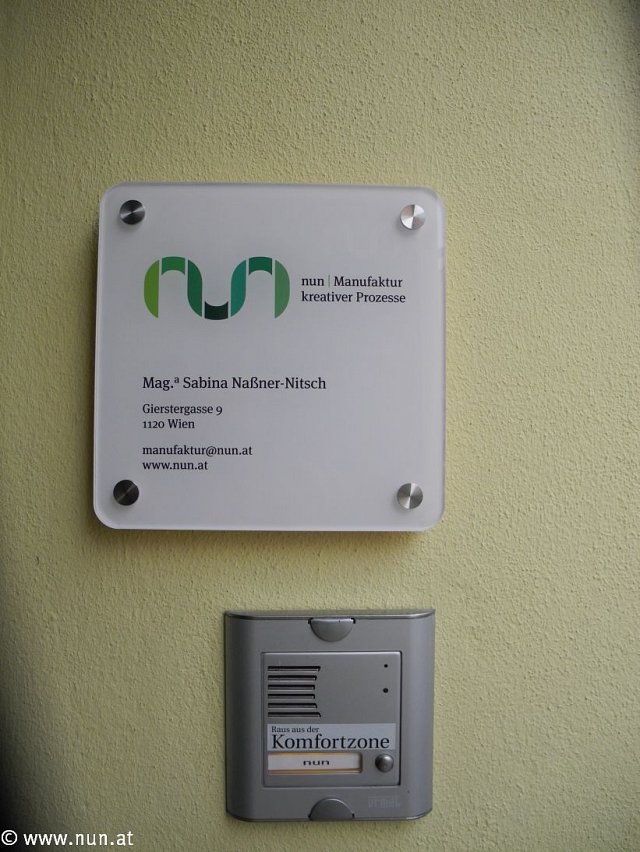 nun
nun | Manufaktur
kreativer Prozesse
Mag.ª Sabina Naßner-Nitsch
Gierstergasse 9
1120 Wien
manufaktur@nun.at
www.nun.at
Raus aus der
Komfortzone
nun
© www.nun.at